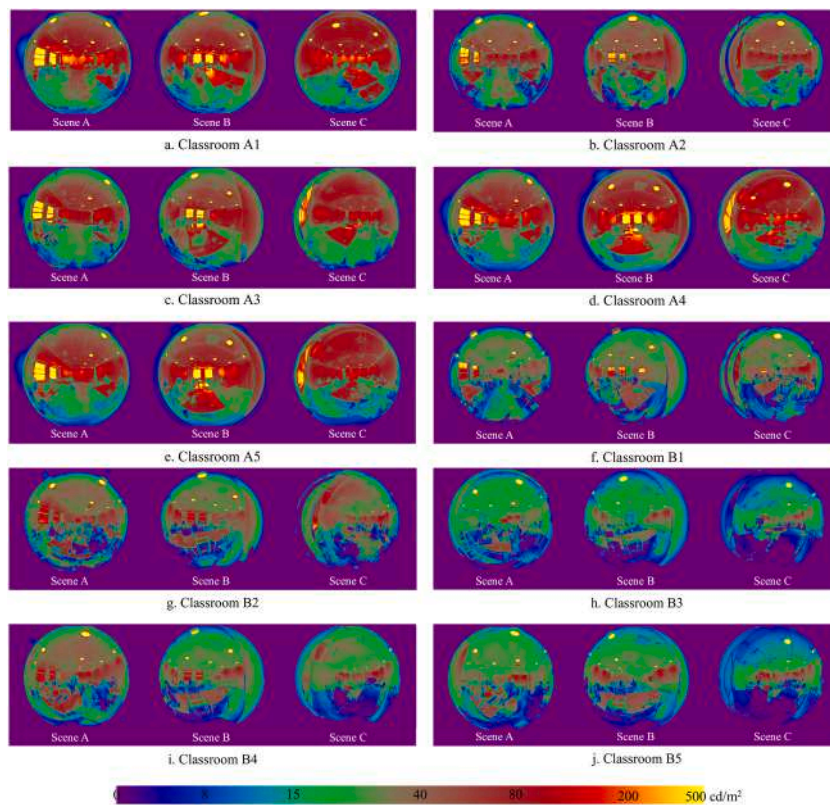 Scene A Scene B Scene C
a. Classroom A1
Scene A Scene B Scene C
b. Classroom A2
Scene A Scene B Scene C
c. Classroom A3
Scene A Scene B Scene C
d. Classroom A4
Scene A Scene B Scene C
e. Classroom A5
Scene A Scene B Scene C
f. Classroom B1
Scene A Scene B Scene C
g. Classroom B2
Scene A Scene B Scene C
h. Classroom B3
Scene A Scene B Scene C
i. Classroom B4
Scene A Scene B Scene C
j. Classroom B5
0 8 15 40 80 200 500 cd/m²